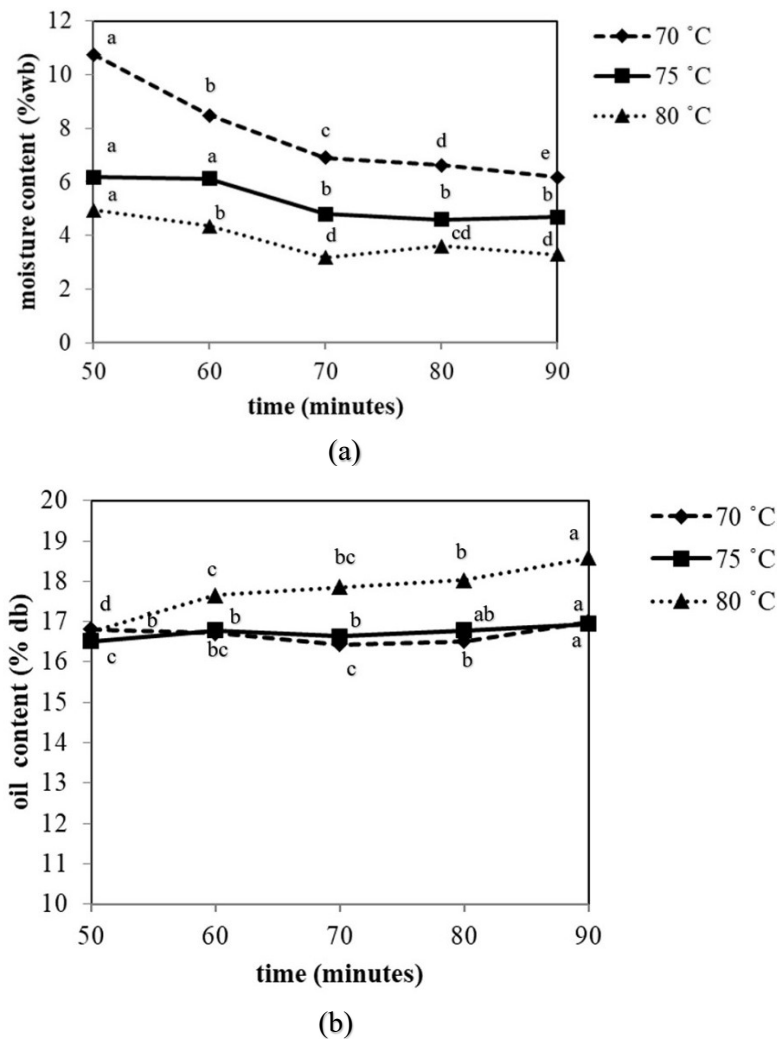 12
10
8
6
4
2
0
moisture content (%wb)
a
b
c
d
e
a
a
b
b
b
a
b
d
cd
d
50 60 70 80 90
time (minutes)
70 ˚C
75 ˚C
80 ˚C
(a)
20
19
18
17
16
15
14
13
12
11
10
oil content (% db)
d
c
bc
b
a
b
b
b
ab
a
c
bc
c
b
a
50 60 70 80 90
time (minutes)
70 ˚C
75 ˚C
80 ˚C
(b)